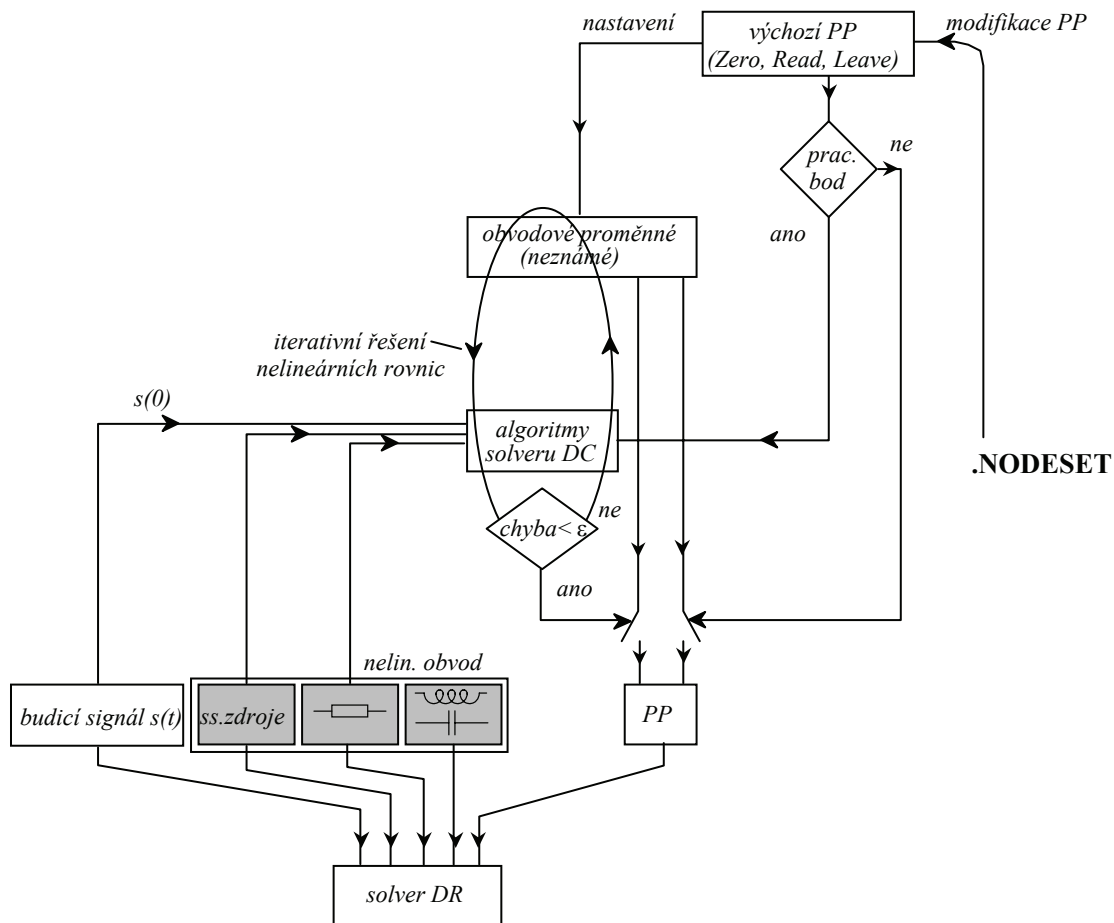 nastavení
výchozí PP
(Zero, Read, Leave)
modifikace PP
prac.
bod
ne
ano
obvodové proměnné
(neznámé)
iterativní řešení
nelineárních rovnic
s(0)
algoritmy
solveru DC
.NODESET
chyba< ε
ne
ano
nelin. obvod
budicí signál s(t)
ss.zdroje
PP
solver DR